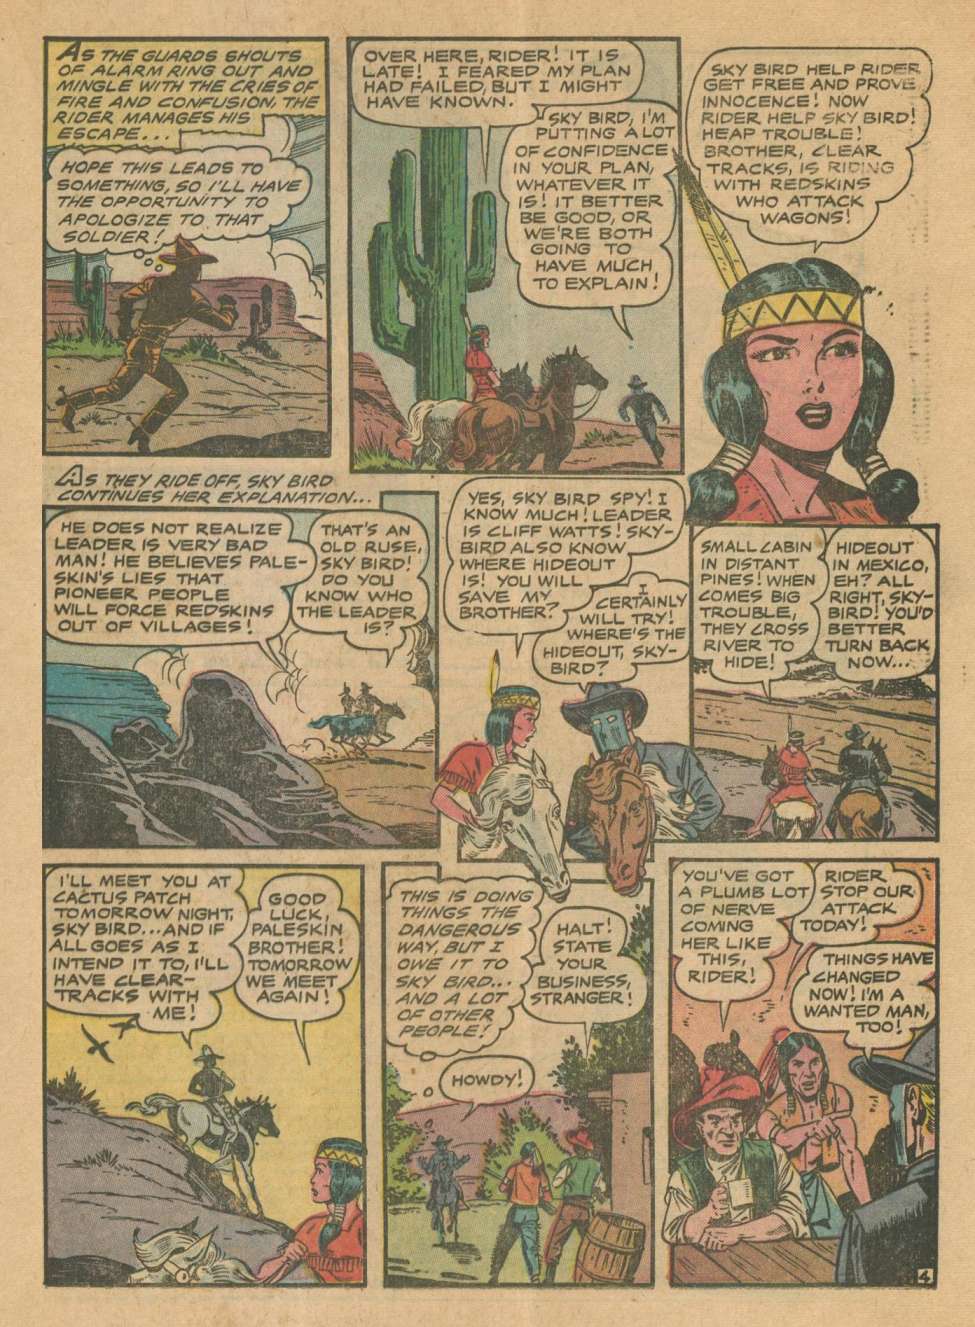 AS THE GUARDS SHOUTS
OF ALARM RING OUT AND
MINGLE WITH THE CRIES OF
FIRE AND CONFUSION, THE
RIDER MANAGES HIS
ESCAPE...
HOPE THIS LEADS TO
SOMETHING, SO I'LL HAVE
THE OPPORTUNITY TO
APOLOGIZE TO THAT
SOLDIER!
OVER HERE, RIDER! IT IS
LATE! I FEARED MY PLAN
HAD FAILED, BUT I MIGHT
HAVE KNOWN.
SKY BIRD, I'M
PUTTING A LOT
OF CONFIDENCE
IN YOUR PLAN,
WHATEVER IT
IS! IT BETTER
BE GOOD, OR
WE'RE BOTH
GOING TO
HAVE MUCH
TO EXPLAIN!
SKY BIRD HELP RIDER
GET FREE AND PROVE
INNOCENCE! NOW
RIDER HELP SKY BIRD!
HEAP TROUBLE!
BROTHER, CLEAR
TRACKS, IS RIDING
WITH REDSKINS
WHO ATTACK
WAGONS!
AS THEY RIDE OFF, SKY BIRD
CONTINUES HER EXPLANATION...
HE DOES NOT REALIZE
LEADER IS VERY BAD
MAN! HE BELIEVES PALE-
SKIN'S LIES THAT
PIONEER PEOPLE
WILL FORCE REDSKINS
OUT OF VILLAGES!
THAT'S AN
OLD RUSE,
SKY BIRD!
DO YOU
KNOW WHO
THE LEADER
IS?
YES, SKY BIRD SPY! I
KNOW MUCH! LEADER
IS CLIFF WATTS! SKY-
BIRD ALSO KNOW
WHERE HIDEOUT
IS! YOU WILL
SAVE MY
BROTHER?
I
CERTAINLY
WILL TRY!
WHERE'S THE
HIDEOUT, SKY-
BIRD?
SMALL CABIN
IN DISTANT
PINES! WHEN
COMES BIG
TROUBLE,
THEY CROSS
RIVER TO
HIDE!
HIDEOUT
IN MEXICO,
EH? ALL
RIGHT, SKY-
BIRD! YOU'D
BETTER
TURN BACK
NOW...
I'LL MEET YOU AT
CACTUS PATCH
TOMORROW NIGHT,
SKY BIRD...AND IF
ALL GOES AS I
INTEND IT TO, I'LL
HAVE CLEAR-
TRACKS WITH
ME!
GOOD
LUCK,
PALESKIN
BROTHER!
TOMORROW
WE MEET
AGAIN!
THIS IS DOING
THINGS THE
DANGEROUS
WAY, BUT I
OWE IT TO
SKY BIRD...
AND A LOT
OF OTHER
PEOPLE!
HALT!
STATE
YOUR
BUSINESS,
STRANGER!
HOWDY!
YOU'VE GOT
A PLUMB LOT
OF NERVE
COMING
HER LIKE
THIS,
RIDER!
RIDER
STOP OUR
ATTACK
TODAY!
THINGS HAVE
CHANGED
NOW! I'M A
WANTED MAN,
TOO!
4